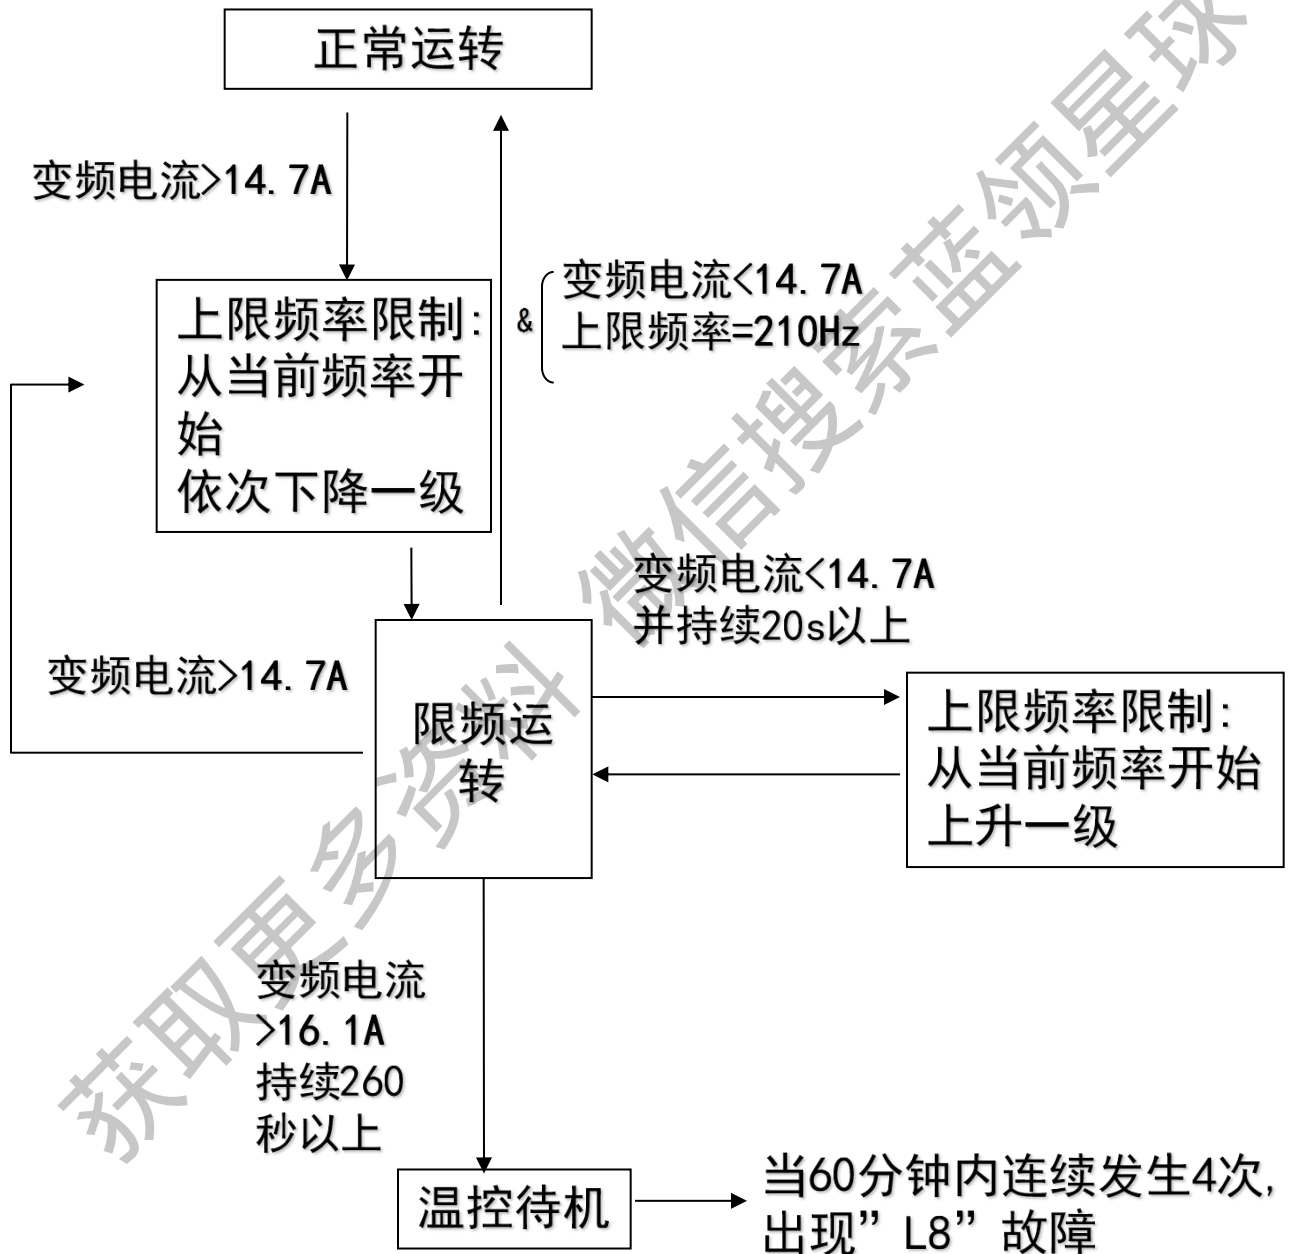 正常运转
变频电流>14.7A
变频电流<14.7A
&
上限频率=210Hz
上限频率限制:
从当前频率开
始
依次下降一级
变频电流<14.7A
并持续20s以上
变频电流>14.7A
限频运
转
上限频率限制:
从当前频率开始
上升一级
变频电流
>16.1A
持续260
秒以上
温控待机
当60分钟内连续发生4次,
出现”L8”故障
获取更多资料 微信搜索蓝领星球